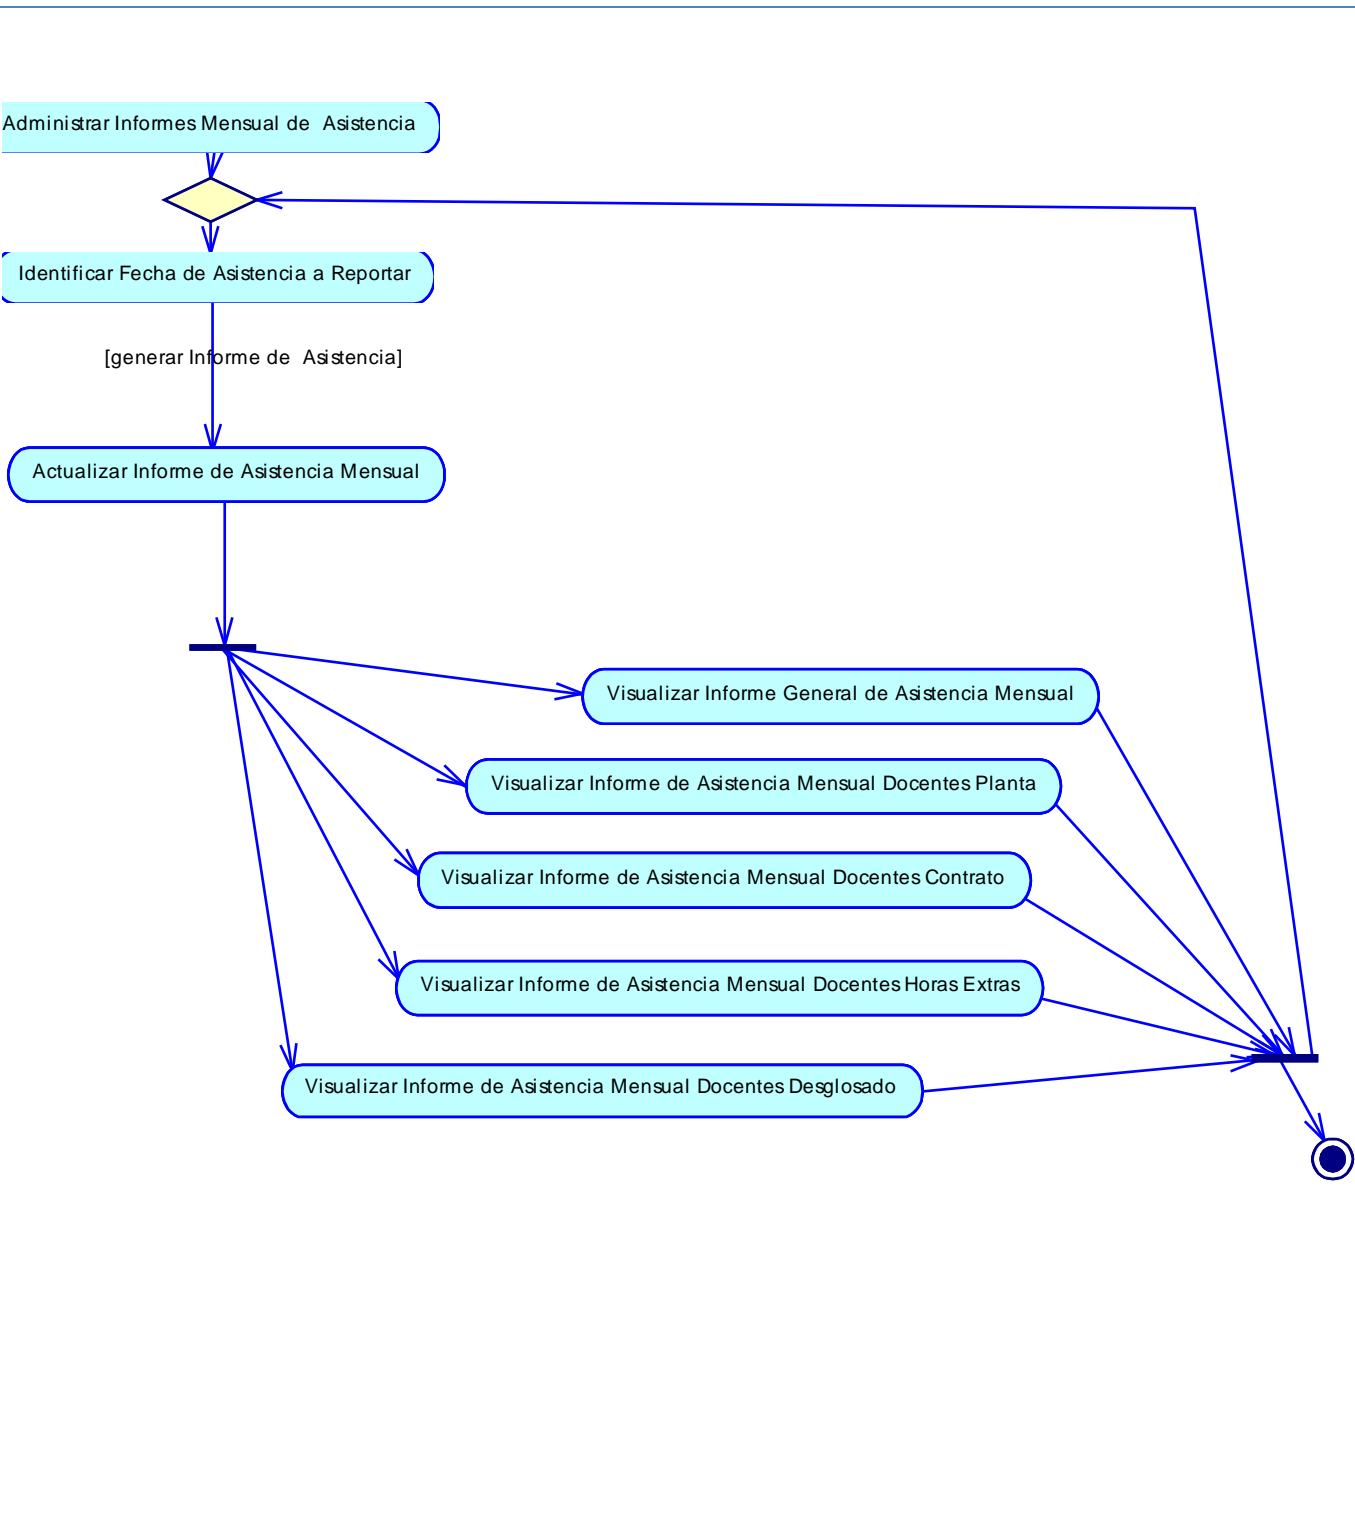 Administrar Informes Mensual de Asistencia
Identificar Fecha de Asistencia a Reportar
[generar Informe de Asistencia]
Actualizar Informe de Asistencia Mensual
Visualizar Informe General de Asistencia Mensual
Visualizar Informe de Asistencia Mensual Docentes Planta
Visualizar Informe de Asistencia Mensual Docentes Contrato
Visualizar Informe de Asistencia Mensual Docentes Horas Extras
Visualizar Informe de Asistencia Mensual Docentes Desglosado